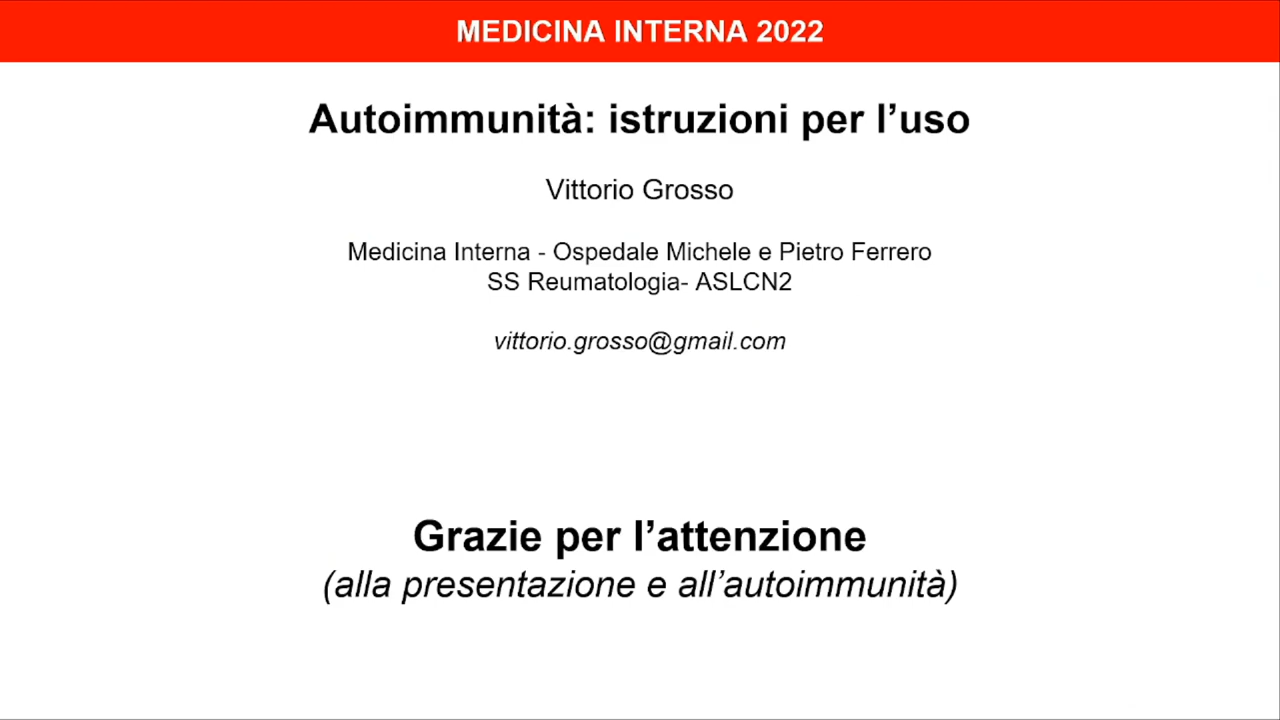 MEDICINA INTERNA 2022
Autoimmunità: istruzioni per l’uso
Vittorio Grosso
Medicina Interna - Ospedale Michele e Pietro Ferrero
SS Reumatologia- ASLCN2
vittorio.grosso@gmail.com
Grazie per l’attenzione
(alla presentazione e all’autoimmunità)